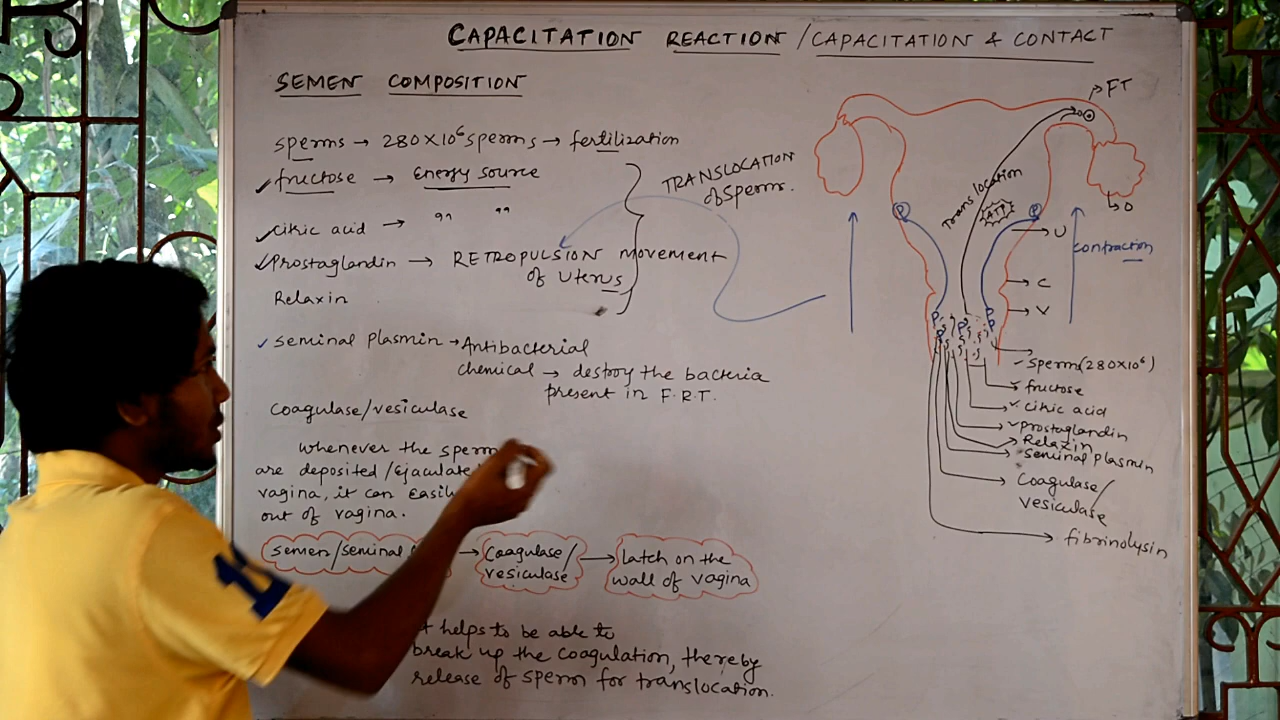 CAPACITATION REACTION / CAPACITATION & CONTACT
SEMEN COMPOSITION
sperms → 280×10⁶ sperms → fertilization
✓ fructose → Energy source
✓ citric acid → " "
✓ Prostaglandin → RETROPULSION movement
of Uterus
Relaxin
TRANSLOCATION
of sperms.
✓ seminal plasmin → Antibacterial
chemical → destroy the bacteria
present in F.R.T.
Coagulase/vesiculase
whenever the sperm
are deposited/ejaculate
vagina, it can easily
out of vagina.
semen/seminal → Coagulase/ → latch on the
vesiculase wall of vagina
helps to be able to
break up the coagulation, thereby
release of sperm for translocation.
FT
O
Translocation
ATP
P
P
U
contraction
C
V
sperm (280×10⁶)
fructose
citric acid
prostaglandin
Relaxin
seminal plasmin
Coagulase/
vesiculase
fibrinolysin